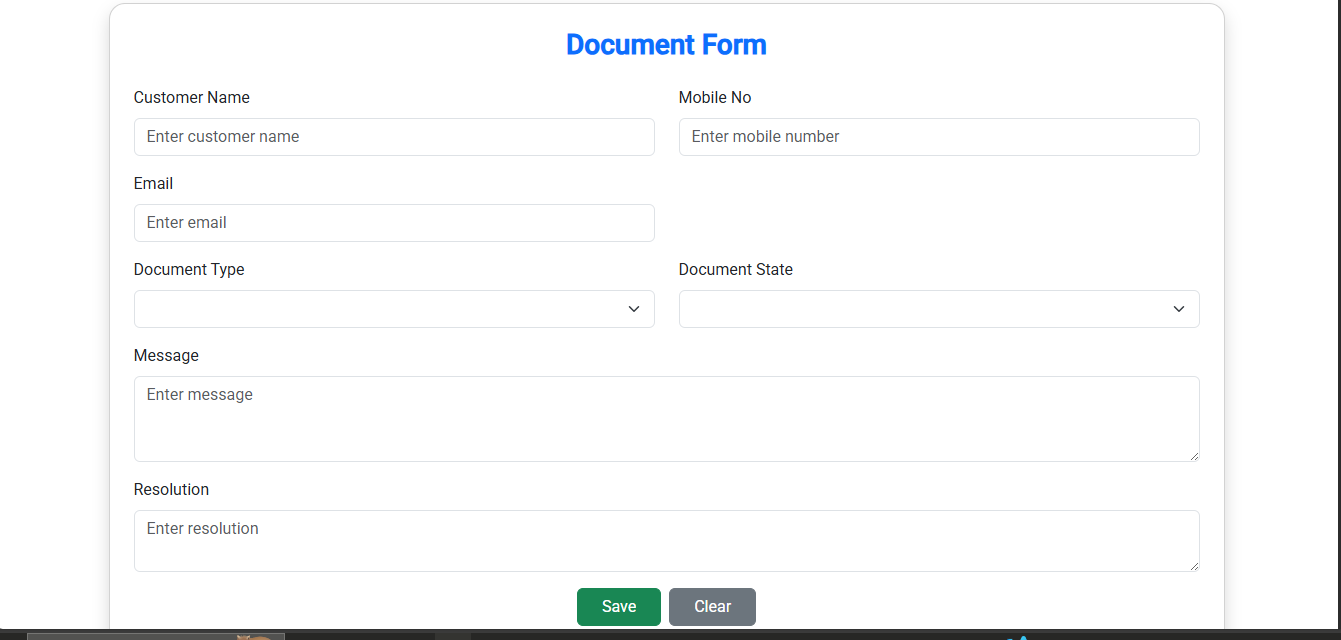 Document Form
Customer Name
Mobile No
Enter customer name
Enter mobile number
Email
Enter email
Document Type
Document State
Message
Enter message
Resolution
Enter resolution
Save
Clear